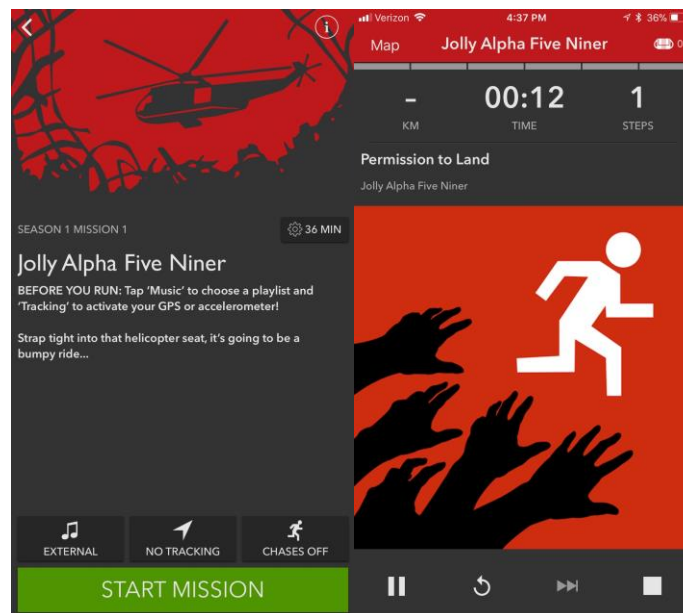 SEASON 1 MISSION 1
36 MIN
Jolly Alpha Five Niner
BEFORE YOU RUN: Tap ‘Music’ to choose a playlist and
‘Tracking’ to activate your GPS or accelerometer!
Strap tight into that helicopter seat, it’s going to be a
bumpy ride...
EXTERNAL
NO TRACKING
CHASES OFF
START MISSION
Verizon
4:37 PM
36%
Map
Jolly Alpha Five Niner
0
- 00:12 1
KM TIME STEPS
Permission to Land
Jolly Alpha Five Niner